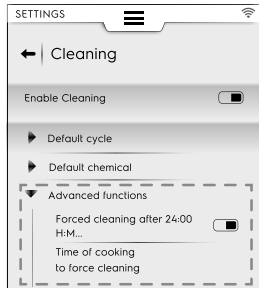 SETTINGS
Cleaning
Enable Cleaning
Default cycle
Default chemical
Advanced functions
Forced cleaning after 24:00
H:M...
Time of cooking
to force cleaning